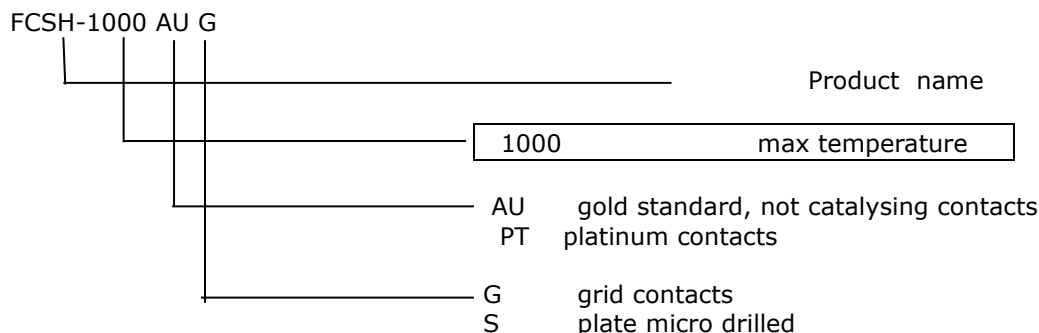 FCSH-1000 AU G
Product name
1000 max temperature
AU gold standard, not catalysing contacts
PT platinum contacts
G grid contacts
S plate micro drilled